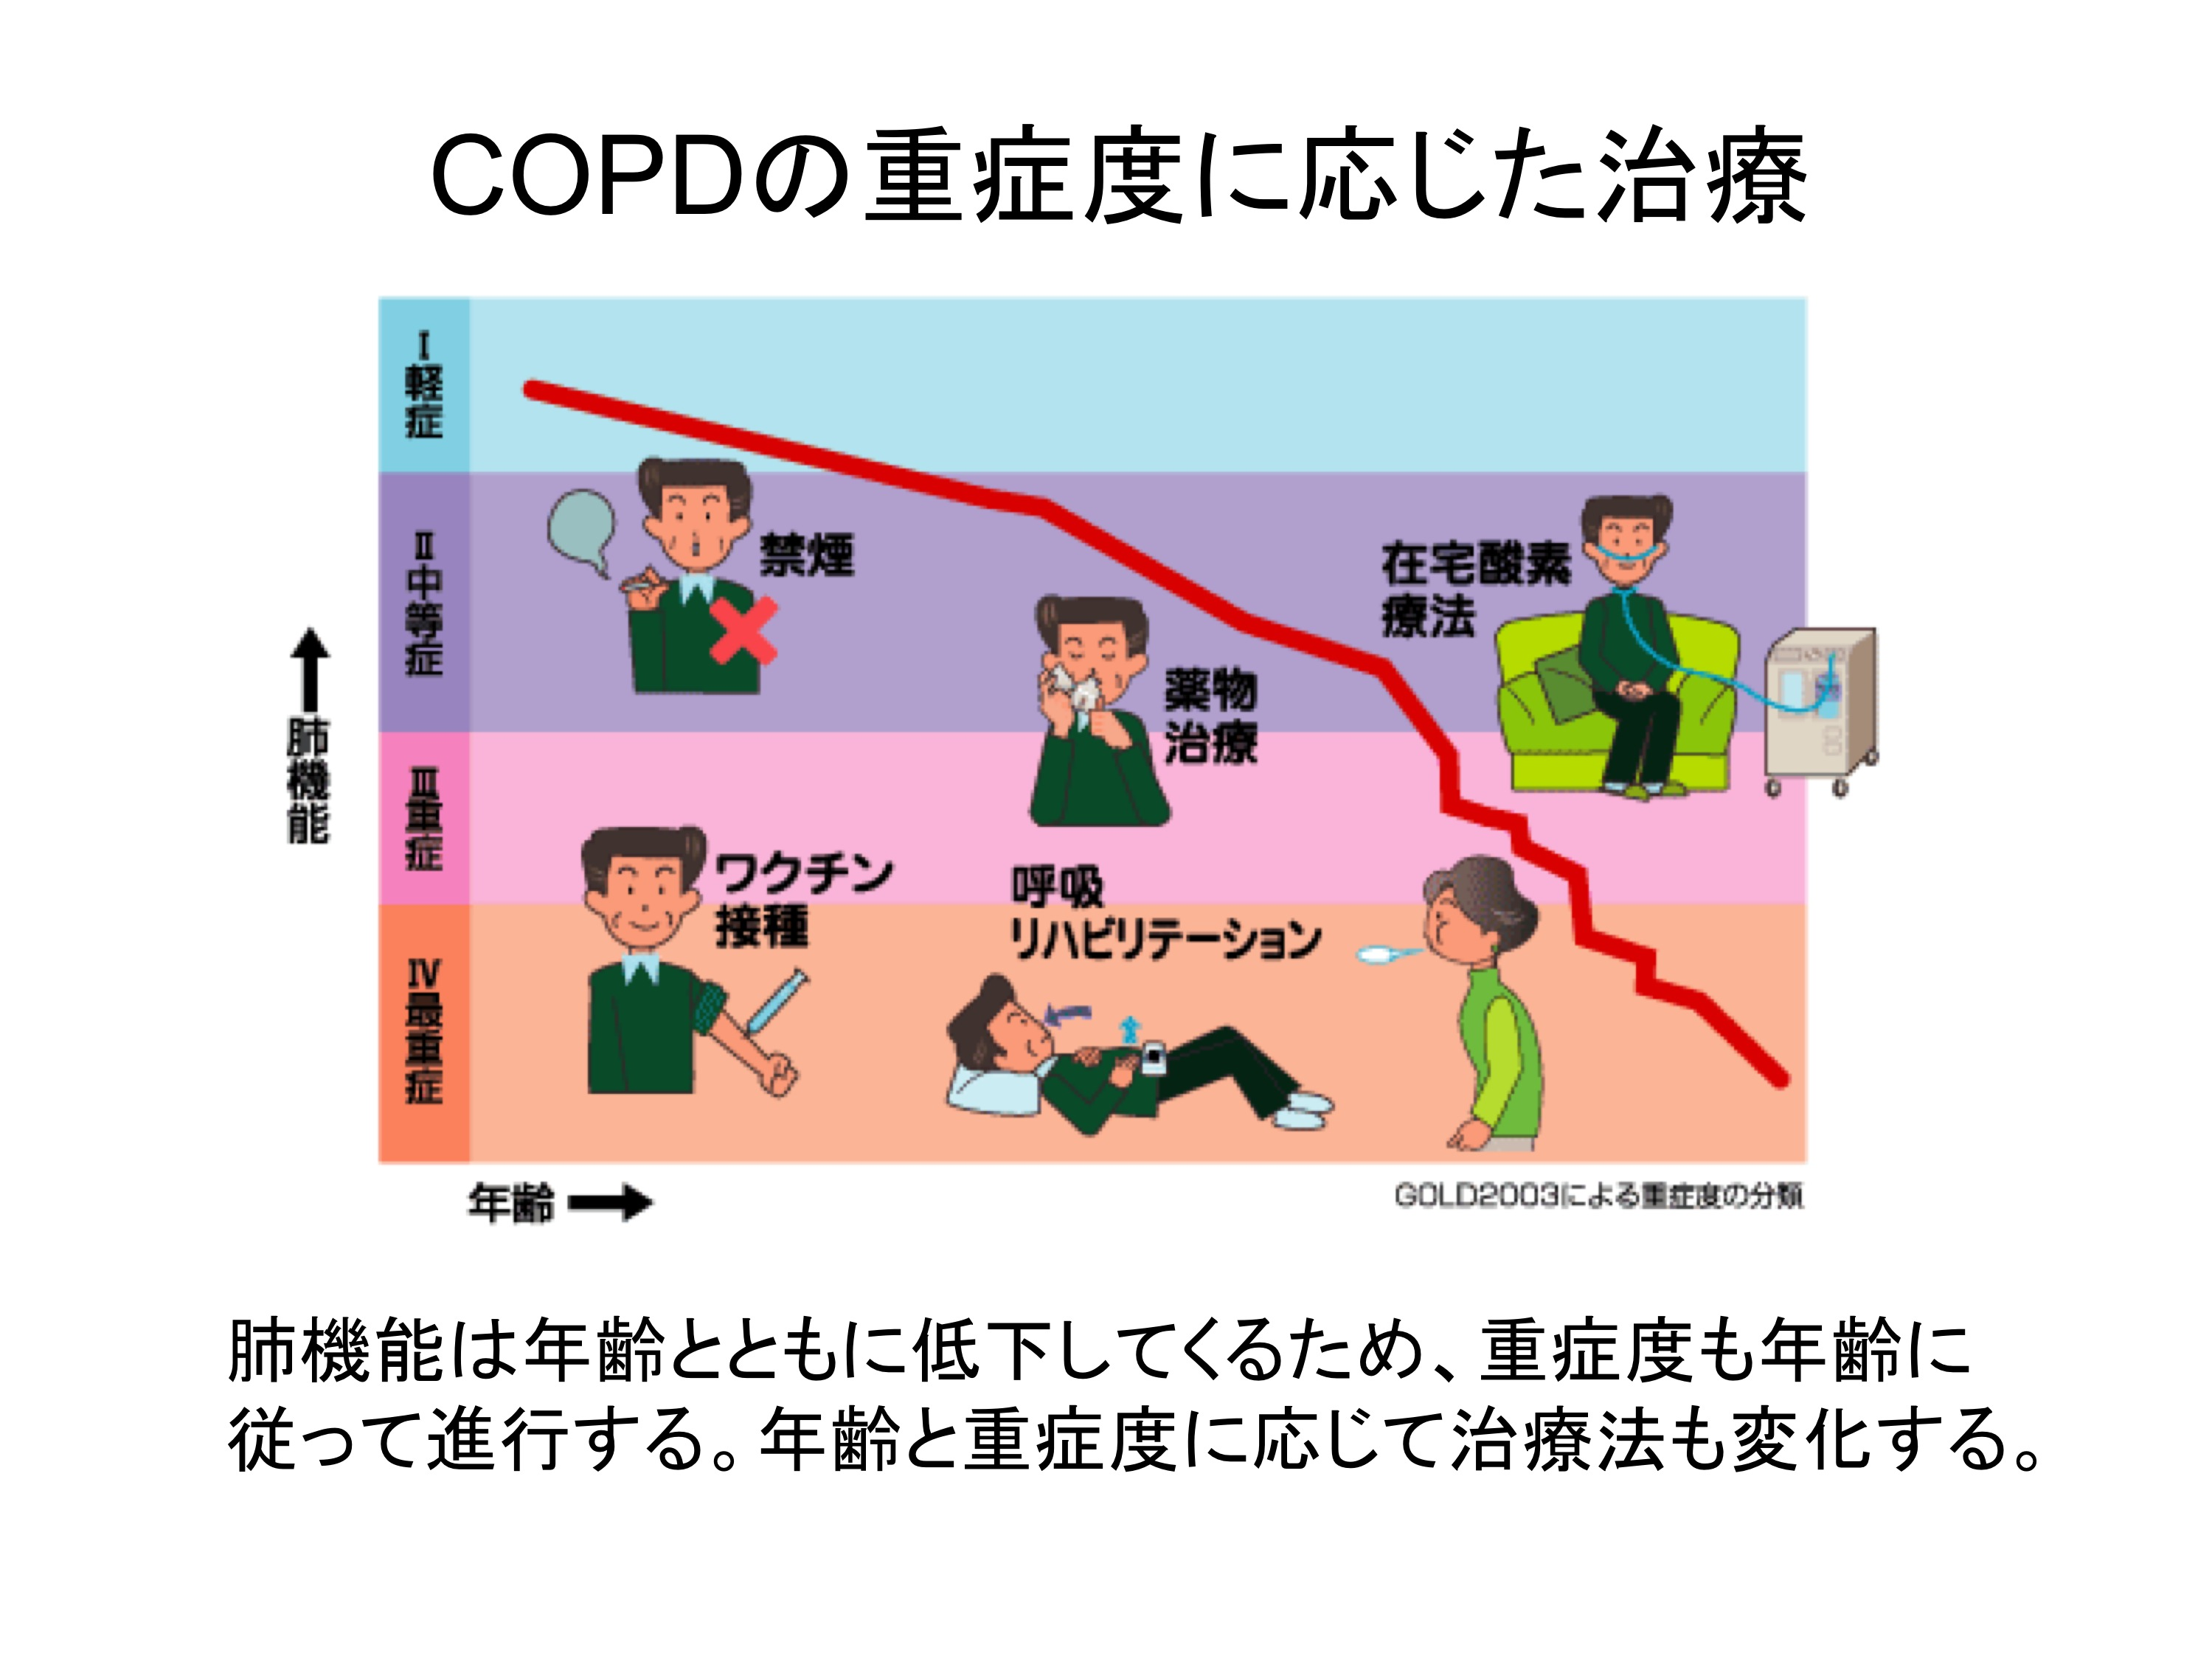 COPDの重症度に応じた治療
Ⅰ軽症
Ⅱ中等症
Ⅲ重症
Ⅳ最重症
肺機能
禁煙
在宅酸素
療法
薬物
治療
ワクチン
接種
呼吸
リハビリテーション
年齢
GOLD2003による重症度の分類
肺機能は年齢とともに低下してくるため、重症度も年齢に
従って進行する。年齢と重症度に応じて治療法も変化する。